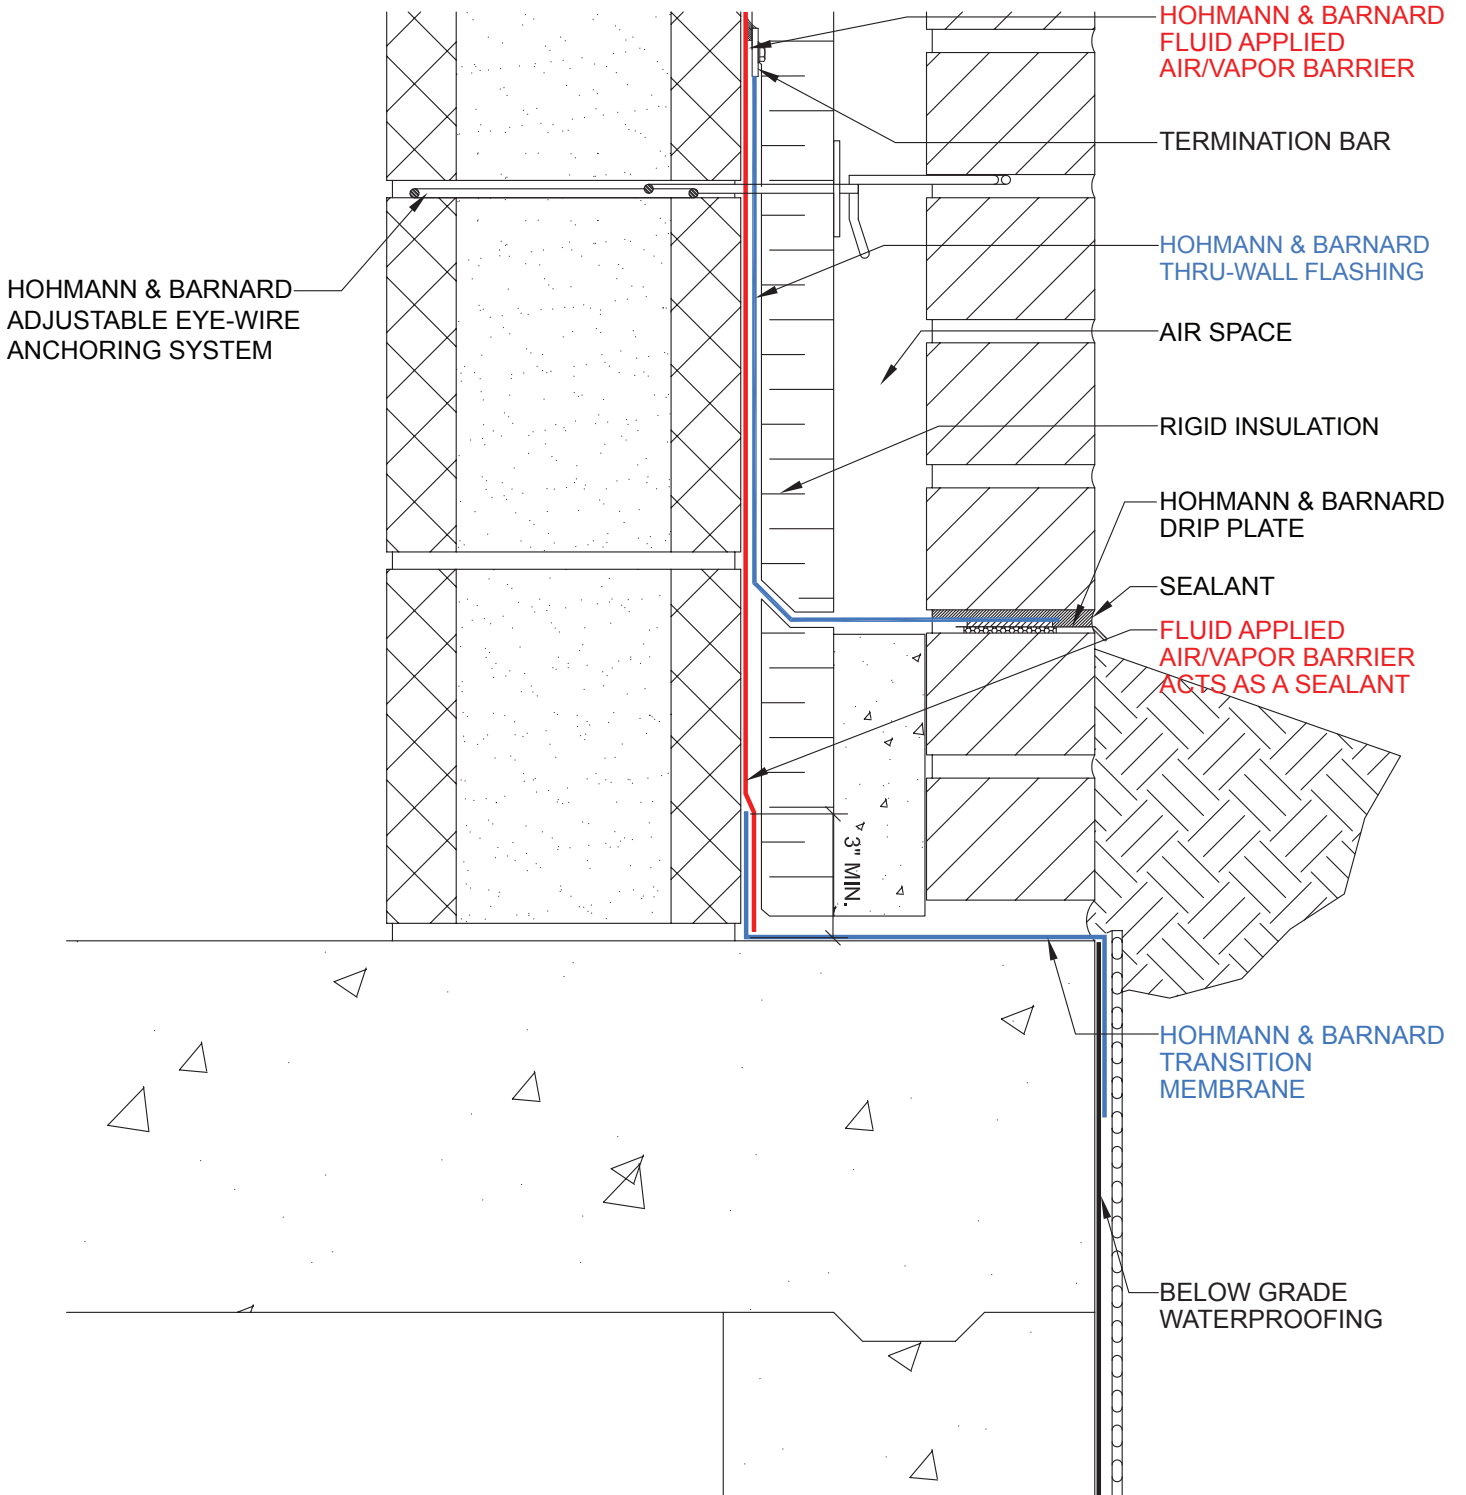 HOHMANN & BARNARD
FLUID APPLIED
AIR/VAPOR BARRIER
TERMINATION BAR
HOHMANN & BARNARD
THRU-WALL FLASHING
HOHMANN & BARNARD
ADJUSTABLE EYE-WIRE
ANCHORING SYSTEM
AIR SPACE
RIGID INSULATION
HOHMANN & BARNARD
DRIP PLATE
SEALANT
FLUID APPLIED
AIR/VAPOR BARRIER
ACTS AS A SEALANT
3" MIN.
HOHMANN & BARNARD
TRANSITION
MEMBRANE
BELOW GRADE
WATERPROOFING